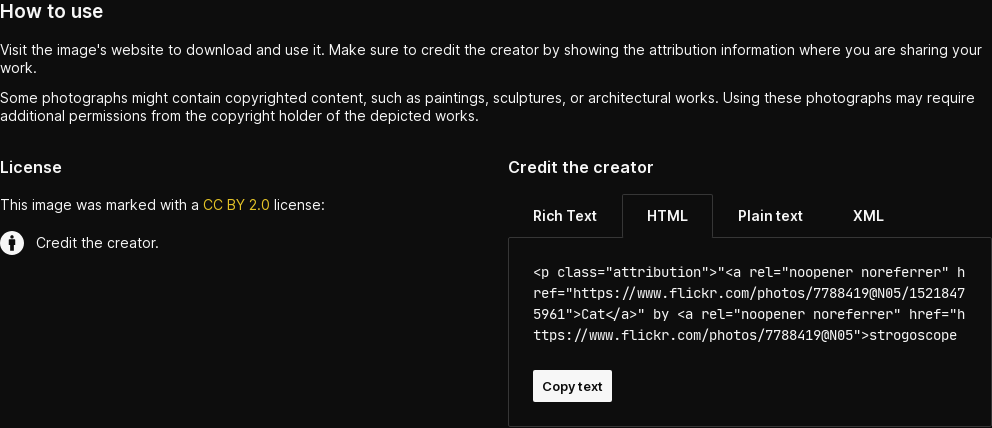 How to use
Visit the image's website to download and use it. Make sure to credit the creator by showing the attribution information where you are sharing your
work.
Some photographs might contain copyrighted content, such as paintings, sculptures, or architectural works. Using these photographs may require
additional permissions from the copyright holder of the depicted works.
License
This image was marked with a CC BY 2.0 license:
Credit the creator.
Credit the creator
Rich Text HTML Plain text XML
<p class="attribution">"<a rel="noopener noreferrer" h
ref="https://www.flickr.com/photos/7788419@N05/1521847
5961">Cat</a>" by <a rel="noopener noreferrer" href="h
ttps://www.flickr.com/photos/7788419@N05">strogoscope
Copy text